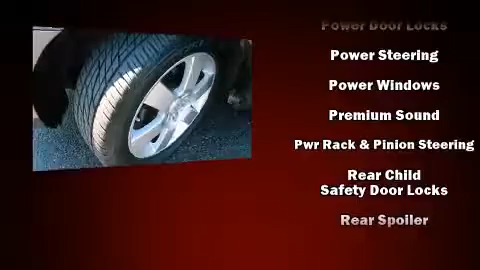 Power Door Locks
Power Steering
Power Windows
Premium Sound
Pwr Rack & Pinion Steering
Rear Child
Safety Door Locks
Rear Spoiler